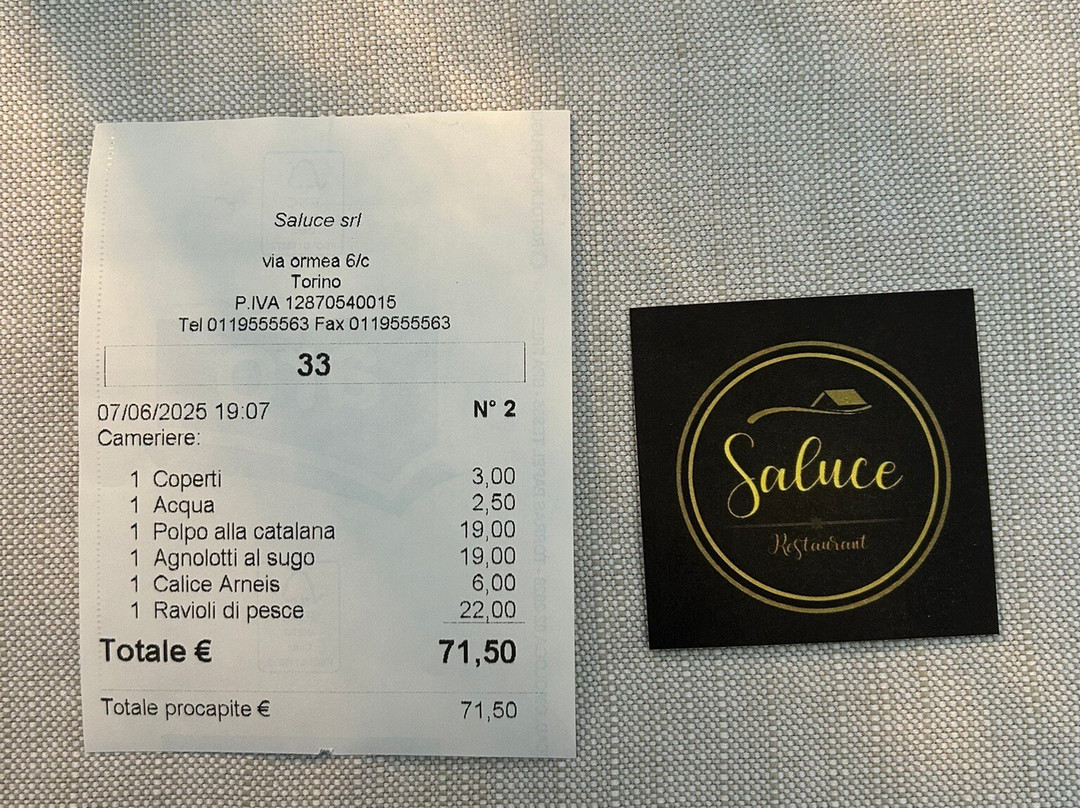 Saluce srl
via ormea 6/c
Torino
P.IVA 12870540015
Tel 0119555563 Fax 0119555563
33
07/06/2025 19:07 N° 2
Cameriere:
1 Coperti 3,00
1 Acqua 2,50
1 Polpo alla catalana 19,00
1 Agnolotti al sugo 19,00
1 Calice Arneis 6,00
1 Ravioli di pesce 22,00
Totale € 71,50
Totale procapite € 71,50
Saluce
Restaurant